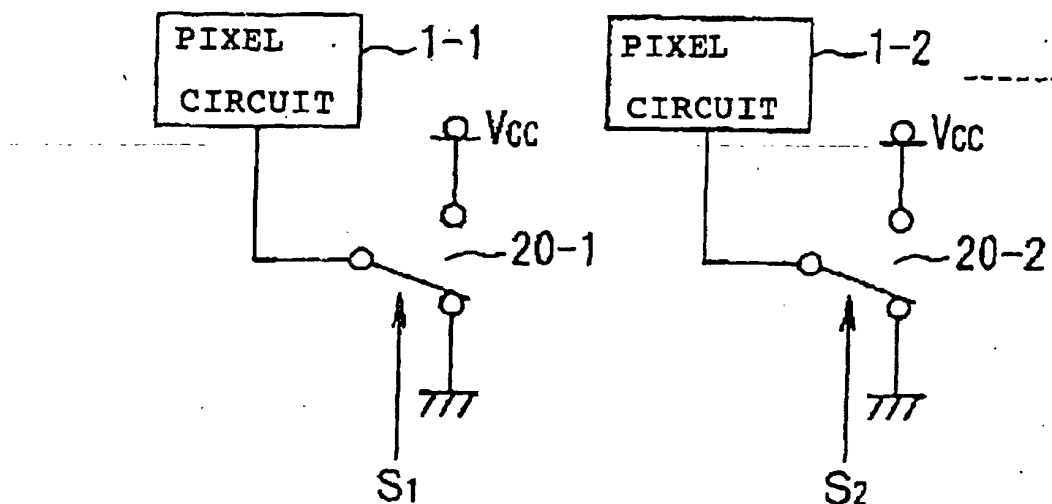 PIXEL
CIRCUIT
1-1
PIXEL
CIRCUIT
1-2
VCC
VCC
20-1
20-2
S1
S2